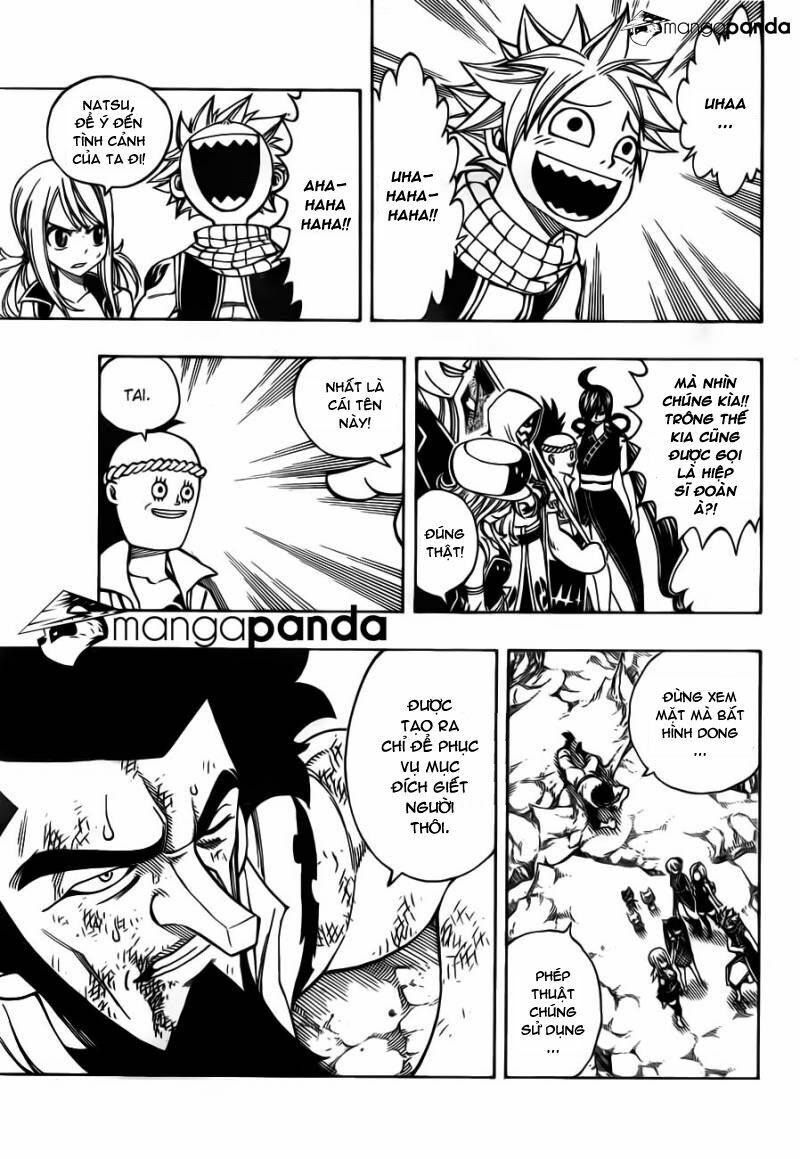 mangapanda
UHAA
...
UHA-
HAHA-
HAHA!!
NATSU,
ĐỂ Ý ĐẾN
TÌNH CẢNH
CỦA TA ĐI!
AHA-
HAHA
HAHA!!
MÀ NHÌN
CHÚNG KÌA!!
TRÔNG THẾ
KIA CŨNG
ĐƯỢC GỌI
LÀ HIỆP
SĨ ĐOÀN
À?!
ĐÚNG
THẬT!
NHẤT LÀ
CÁI TÊN
NÀY!
TAI.
mangapanda
ĐỪNG XEM
MẶT MÀ BẮT
HÌNH DONG
...
PHÉP
THUẬT
CHÚNG
SỬ DỤNG
...
ĐƯỢC
TẠO RA
CHỈ ĐỂ PHỤC
VỤ MỤC
ĐÍCH GIẾT
NGƯỜI
THÔI.